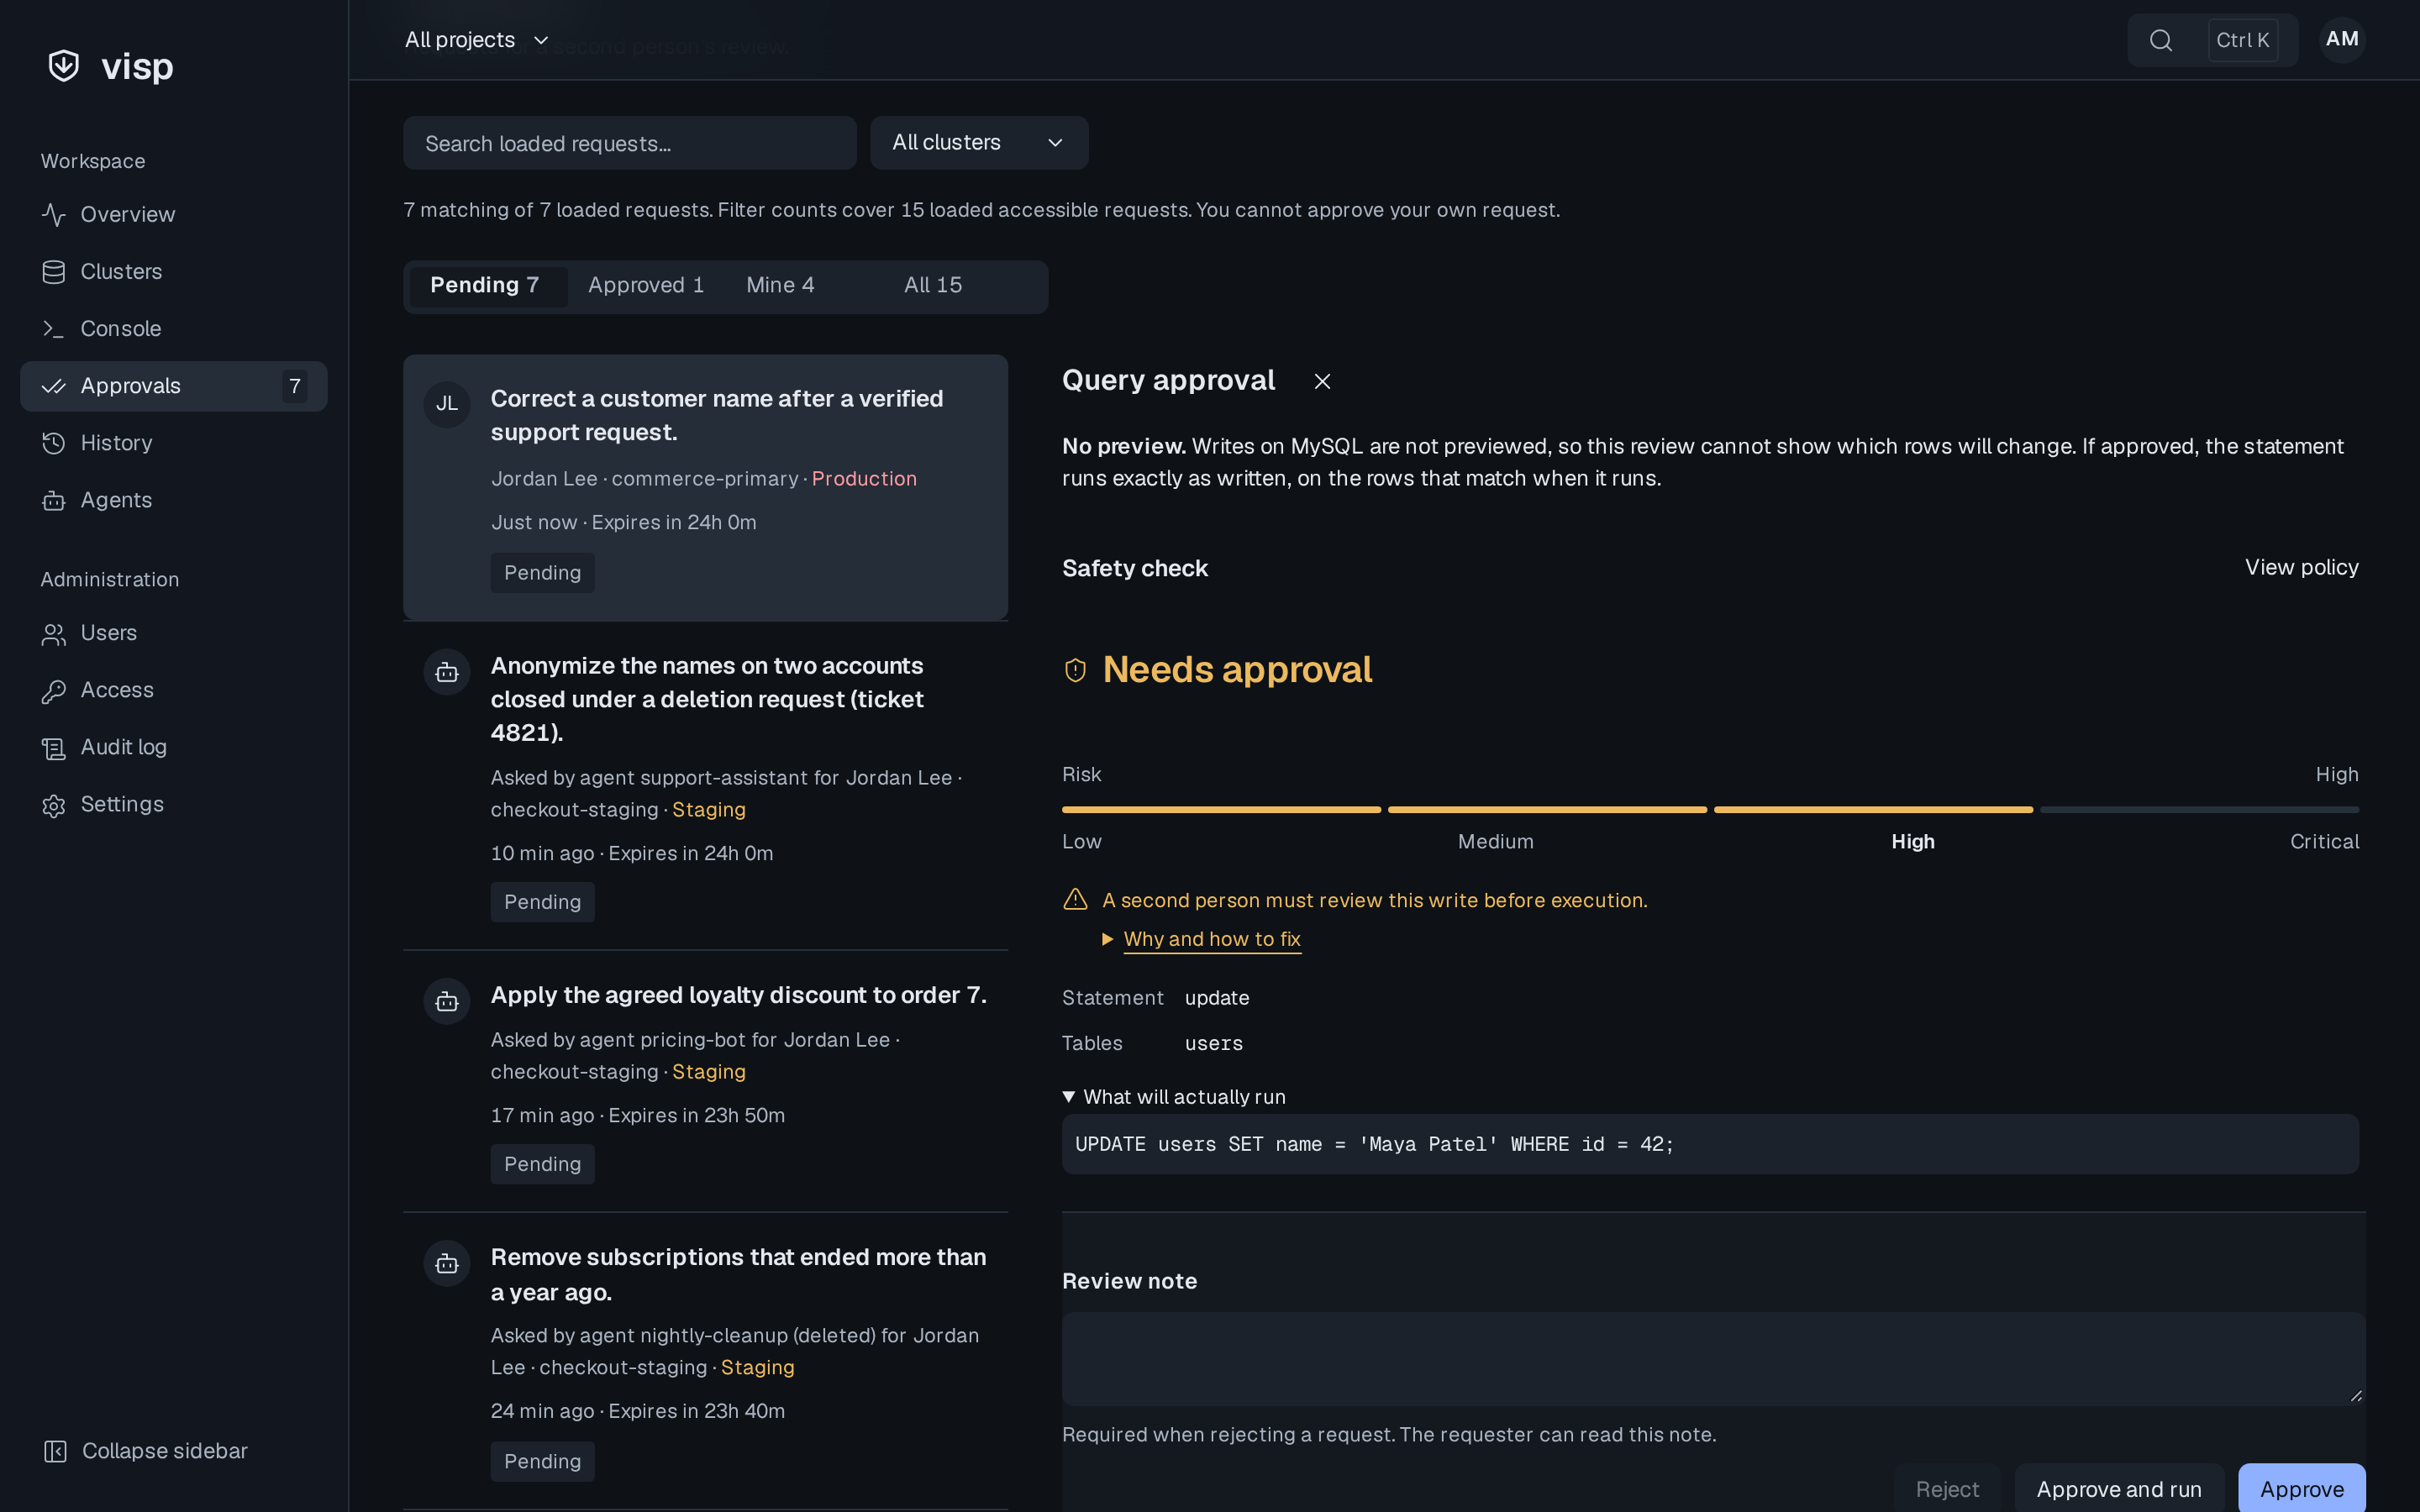 visp
Workspace
Overview
Clusters
Console
Approvals 7
History
Agents
Administration
Users
Access
Audit log
Settings
Collapse sidebar
All projects
a second person's review.
Ctrl K
AM
Search loaded requests...
All clusters
7 matching of 7 loaded requests. Filter counts cover 15 loaded accessible requests. You cannot approve your own request.
Pending 7 Approved 1 Mine 4 All 15
JL
Correct a customer name after a verified
support request.
Jordan Lee · commerce-primary · Production
Just now · Expires in 24h 0m
Pending
Anonymize the names on two accounts
closed under a deletion request (ticket
4821).
Asked by agent support-assistant for Jordan Lee ·
checkout-staging · Staging
10 min ago · Expires in 24h 0m
Pending
Apply the agreed loyalty discount to order 7.
Asked by agent pricing-bot for Jordan Lee ·
checkout-staging · Staging
17 min ago · Expires in 23h 50m
Pending
Remove subscriptions that ended more than
a year ago.
Asked by agent nightly-cleanup (deleted) for Jordan
Lee · checkout-staging · Staging
24 min ago · Expires in 23h 40m
Pending
Query approval
No preview. Writes on MySQL are not previewed, so this review cannot show which rows will change. If approved, the statement
runs exactly as written, on the rows that match when it runs.
Safety check
View policy
Needs approval
Risk High
Low Medium High Critical
A second person must review this write before execution.
Why and how to fix
Statement update
Tables users
What will actually run
UPDATE users SET name = 'Maya Patel' WHERE id = 42;
Review note
Required when rejecting a request. The requester can read this note.
Reject Approve and run Approve